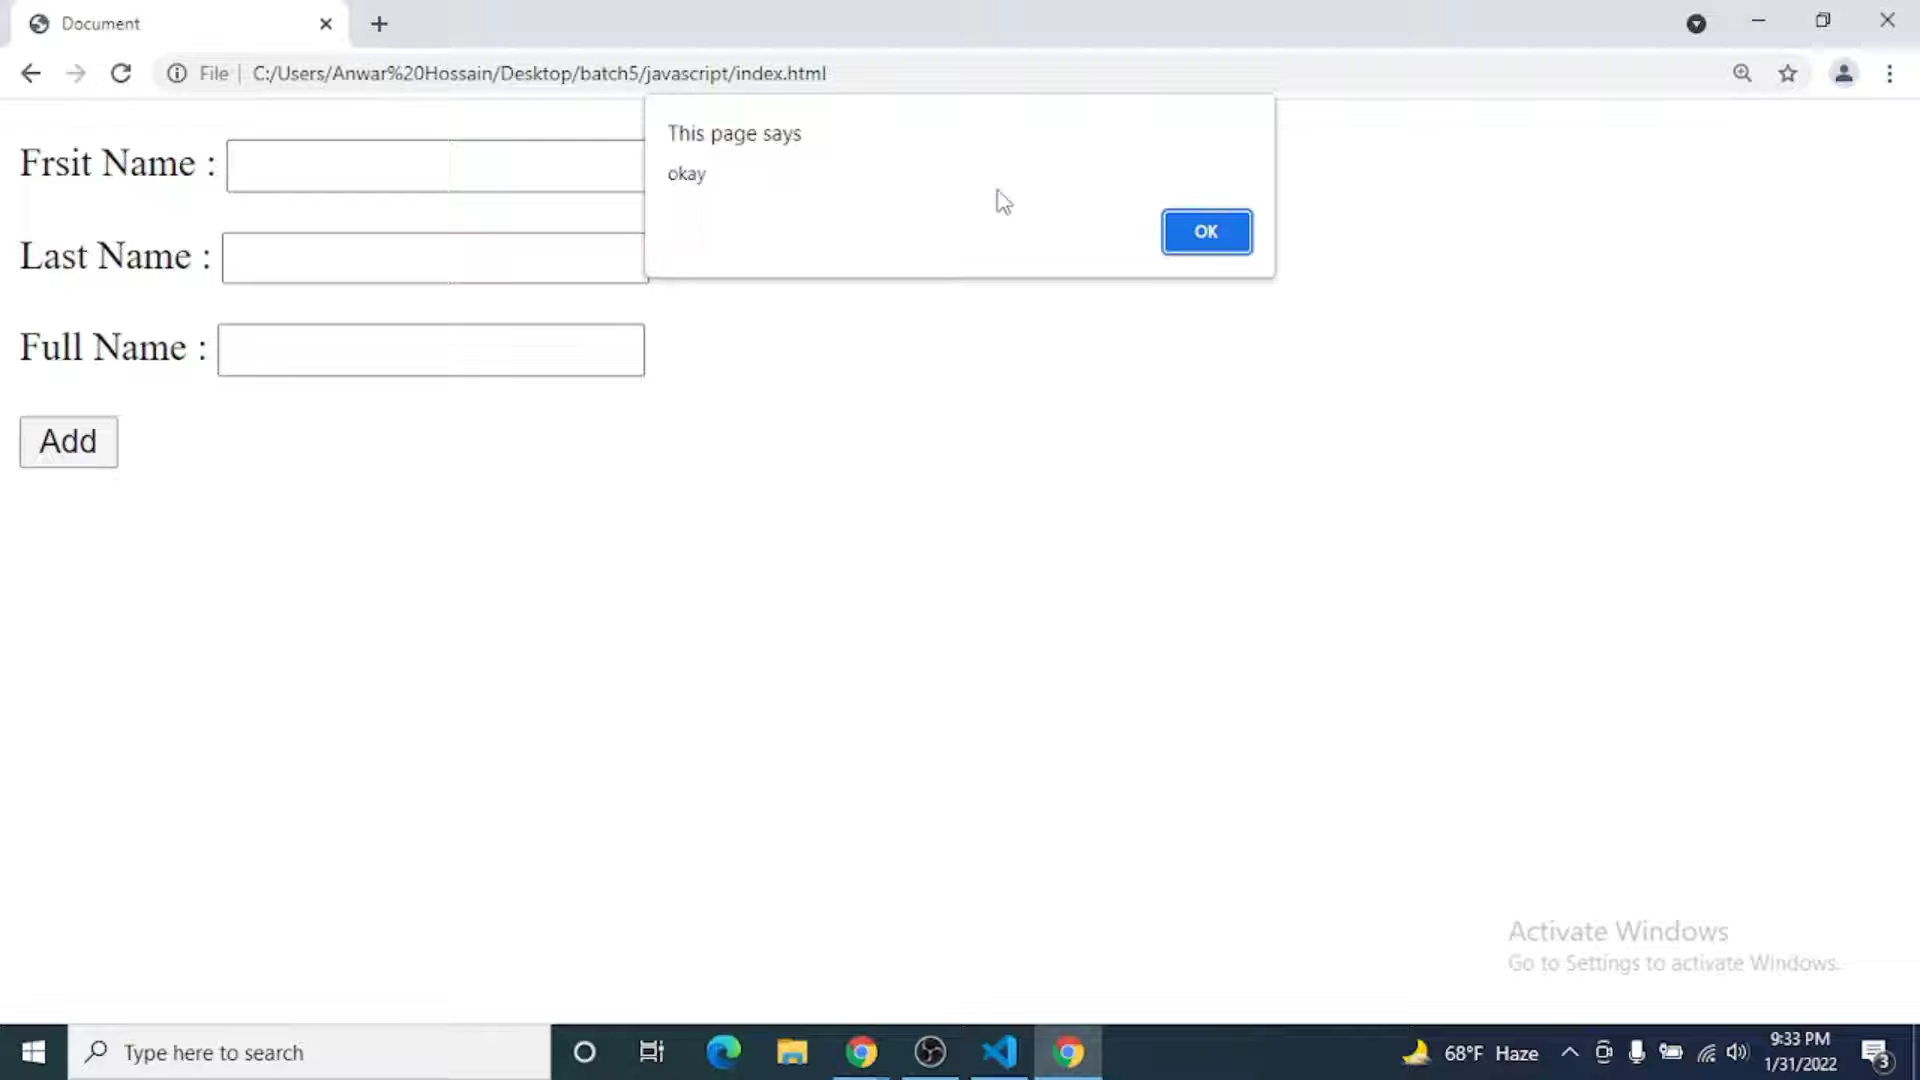 Document
File
C:/Users/Anwar%20Hossain/Desktop/batch5/javascript/index.html
This page says
okay
OK
Frsit Name :
Last Name :
Full Name :
Add
Activate Windows
Go to Settings to activate Windows.
Type here to search
68°F Haze
9:33 PM
1/31/2022
3